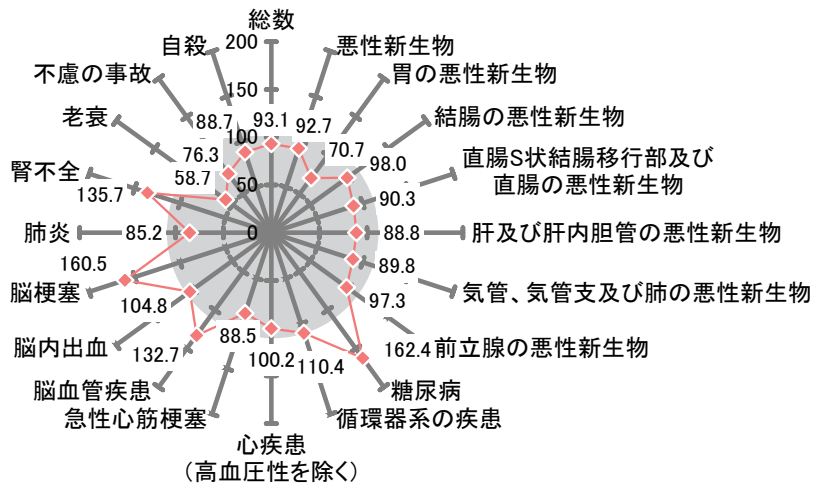 総数
200
150
100
50
0
悪性新生物
胃の悪性新生物
結腸の悪性新生物
直腸S状結腸移行部及び
直腸の悪性新生物
肝及び肝内胆管の悪性新生物
気管、気管支及び肺の悪性新生物
前立腺の悪性新生物
糖尿病
循環器系の疾患
心疾患
(高血圧性を除く)
急性心筋梗塞
脳血管疾患
脳内出血
脳梗塞
肺炎
腎不全
老衰
不慮の事故
自殺
93.1
92.7
70.7
98.0
90.3
88.8
89.8
97.3
162.4
110.4
100.2
88.5
132.7
104.8
160.5
85.2
135.7
58.7
76.3
88.7